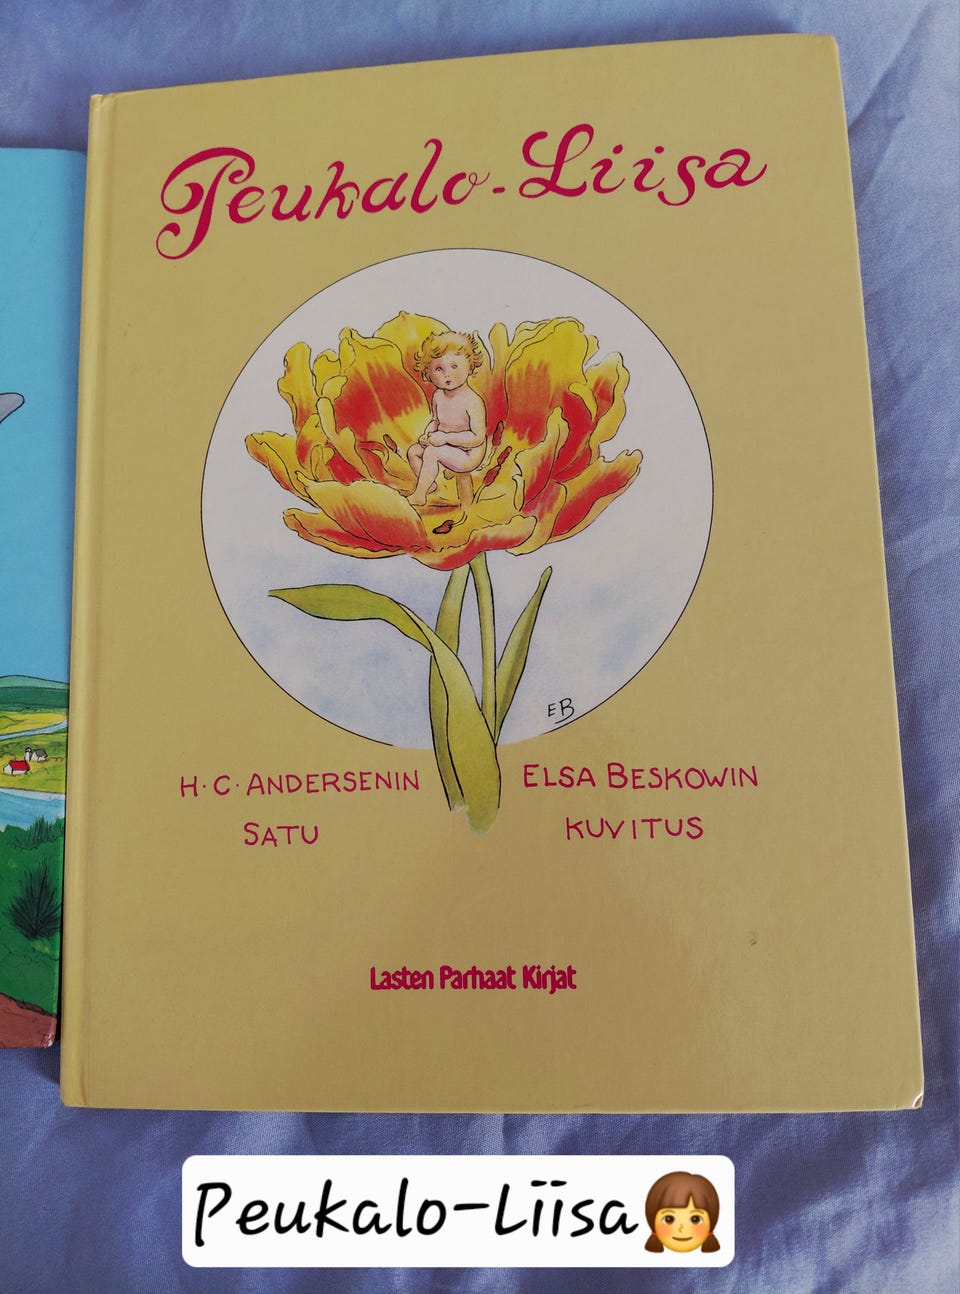 Peukalo-Liisa
EB
H·C·ANDERSENIN
SATU
ELSA BESKOWIN
KUVITUS
Lasten Parhaat Kirjat
Peukalo-Liisa👧